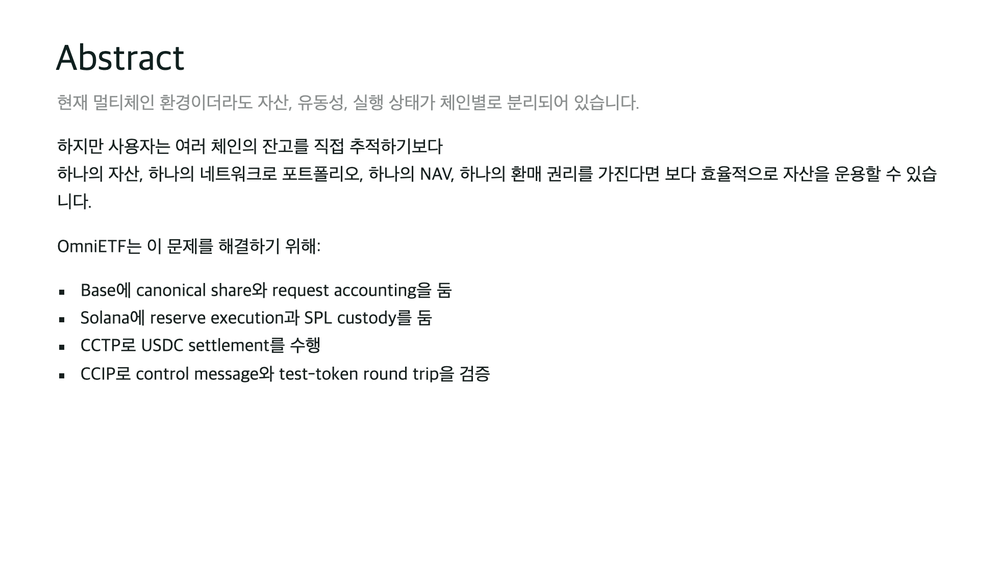 Abstract
현재 멀티체인 환경이더라도 자산, 유동성, 실행 상태가 체인별로 분리되어 있습니다.
하지만 사용자는 여러 체인의 잔고를 직접 추적하기보다
하나의 자산, 하나의 네트워크로 포트폴리오, 하나의 NAV, 하나의 환매 권리를 가진다면 보다 효율적으로 자산을 운용할 수 있습
니다.
OmniETF는 이 문제를 해결하기 위해:
▪ Base에 canonical share와 request accounting을 둠
▪ Solana에 reserve execution과 SPL custody를 둠
▪ CCTP로 USDC settlement를 수행
▪ CCIP로 control message와 test-token round trip을 검증